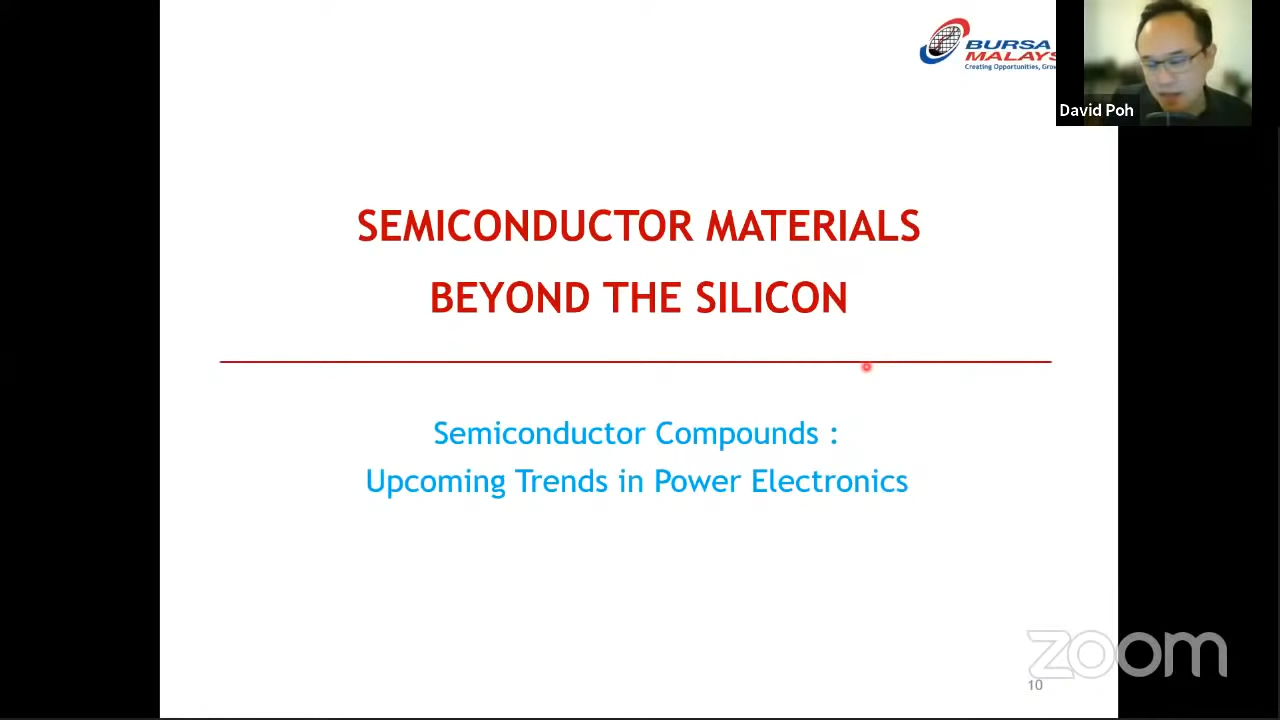 BURSA
MALAYS
Creating Opportunities, Grow
David Poh
SEMICONDUCTOR MATERIALS
BEYOND THE SILICON
Semiconductor Compounds :
Upcoming Trends in Power Electronics
zoom
10